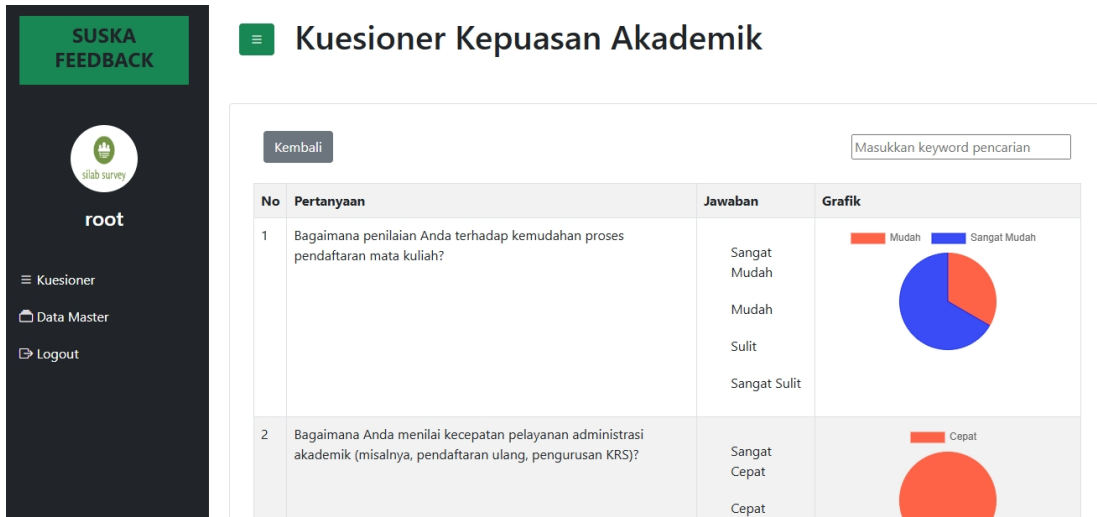 SUSKA
FEEDBACK
silab survey
root
Kuesioner
Data Master
Logout
Kuesioner Kepuasan Akademik
Kembali
Masukkan keyword pencarian
No Pertanyaan Jawaban Grafik
1 Bagaimana penilaian Anda terhadap kemudahan proses
pendaftaran mata kuliah?
Sangat
Mudah
Mudah
Sulit
Sangat Sulit
Mudah Sangat Mudah
2 Bagaimana Anda menilai kecepatan pelayanan administrasi
akademik (misalnya, pendaftaran ulang, pengurusan KRS)?
Sangat
Cepat
Cepat
Cepat